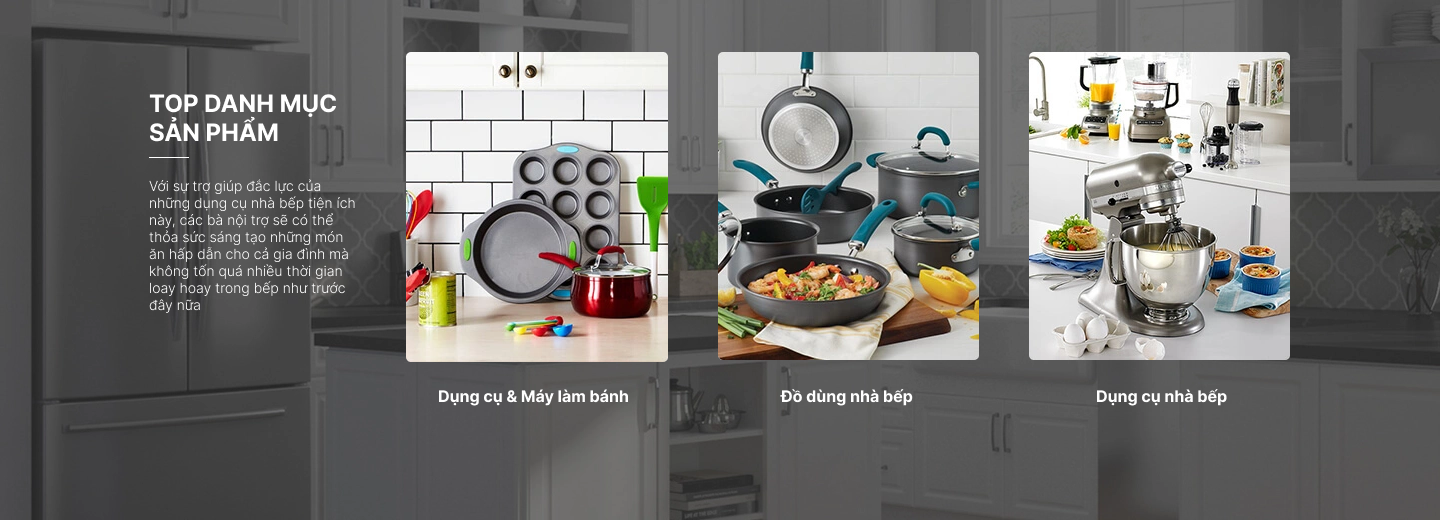 TOP DANH MỤC
SẢN PHẨM
Với sự trợ giúp đắc lực của
những dụng cụ nhà bếp tiện ích
này, các bà nội trợ sẽ có thể
thỏa sức sáng tạo những món
ăn hấp dẫn cho cả gia đình mà
không tốn quá nhiều thời gian
loay hoay trong bếp như trước
đây nữa
Dụng cụ & Máy làm bánh
Đồ dùng nhà bếp
Dụng cụ nhà bếp